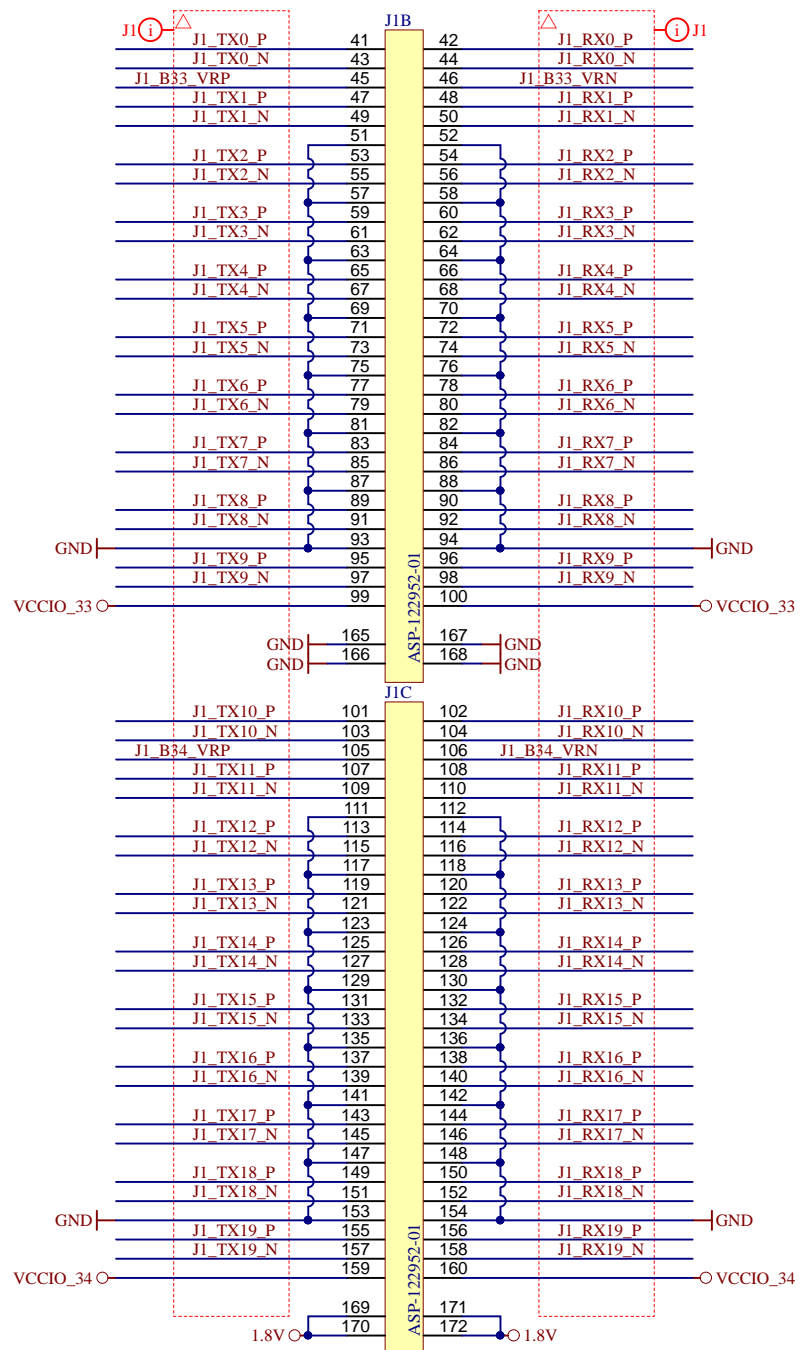 J1 i J1B i J1
J1_TX0_P 41 42 J1_RX0_P
J1_TX0_N 43 44 J1_RX0_N
J1_B33_VRP 45 46 J1_B33_VRN
J1_TX1_P 47 48 J1_RX1_P
J1_TX1_N 49 50 J1_RX1_N
51 52
J1_TX2_P 53 54 J1_RX2_P
J1_TX2_N 55 56 J1_RX2_N
57 58
J1_TX3_P 59 60 J1_RX3_P
J1_TX3_N 61 62 J1_RX3_N
63 64
J1_TX4_P 65 66 J1_RX4_P
J1_TX4_N 67 68 J1_RX4_N
69 70
J1_TX5_P 71 72 J1_RX5_P
J1_TX5_N 73 74 J1_RX5_N
75 76
J1_TX6_P 77 78 J1_RX6_P
J1_TX6_N 79 80 J1_RX6_N
81 82
J1_TX7_P 83 84 J1_RX7_P
J1_TX7_N 85 86 J1_RX7_N
87 88
J1_TX8_P 89 90 J1_RX8_P
J1_TX8_N 91 92 J1_RX8_N
GND 93 94 GND
J1_TX9_P 95 96 J1_RX9_P
J1_TX9_N 97 98 J1_RX9_N
VCCIO_33 99 100 VCCIO_33
GND 165 167 GND
GND 166 168 GND
ASP-122952-01
J1C
J1_TX10_P 101 102 J1_RX10_P
J1_TX10_N 103 104 J1_RX10_N
J1_B34_VRP 105 106 J1_B34_VRN
J1_TX11_P 107 108 J1_RX11_P
J1_TX11_N 109 110 J1_RX11_N
111 112
J1_TX12_P 113 114 J1_RX12_P
J1_TX12_N 115 116 J1_RX12_N
117 118
J1_TX13_P 119 120 J1_RX13_P
J1_TX13_N 121 122 J1_RX13_N
123 124
J1_TX14_P 125 126 J1_RX14_P
J1_TX14_N 127 128 J1_RX14_N
129 130
J1_TX15_P 131 132 J1_RX15_P
J1_TX15_N 133 134 J1_RX15_N
135 136
J1_TX16_P 137 138 J1_RX16_P
J1_TX16_N 139 140 J1_RX16_N
141 142
J1_TX17_P 143 144 J1_RX17_P
J1_TX17_N 145 146 J1_RX17_N
147 148
J1_TX18_P 149 150 J1_RX18_P
J1_TX18_N 151 152 J1_RX18_N
GND 153 154 GND
J1_TX19_P 155 156 J1_RX19_P
J1_TX19_N 157 158 J1_RX19_N
VCCIO_34 159 160 VCCIO_34
169 171
1.8V 170 172 1.8V
ASP-122952-01